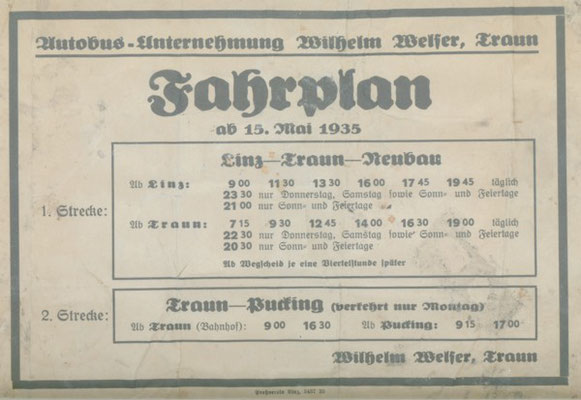 Autobus-Unternehmung Wilhelm Welser, Traun
Fahrplan
ab 15. Mai 1935
Linz—Traun—Neubau
1. Strecke:
Ab Linz: 9 00 11 30 13 30 16 00 17 45 19 45 täglich
23 30 nur Donnerstag, Samstag sowie Sonn- und Feiertage
21 00 nur Sonn- und Feiertage
Ab Traun: 7 15 9 30 12 45 14 00 16 30 19 00 täglich
22 30 nur Donnerstag, Samstag sowie Sonn- und Feiertage
20 30 nur Sonn- und Feiertage
Ab Wegscheid je eine Viertelstunde später
Traun—Pucking (verkehrt nur Montag)
2. Strecke:
Ab Traun (Bahnhof): 9 00 16 30 Ab Pucking: 9 15 17 00
Wilhelm Welser, Traun
Preßverein Linz,